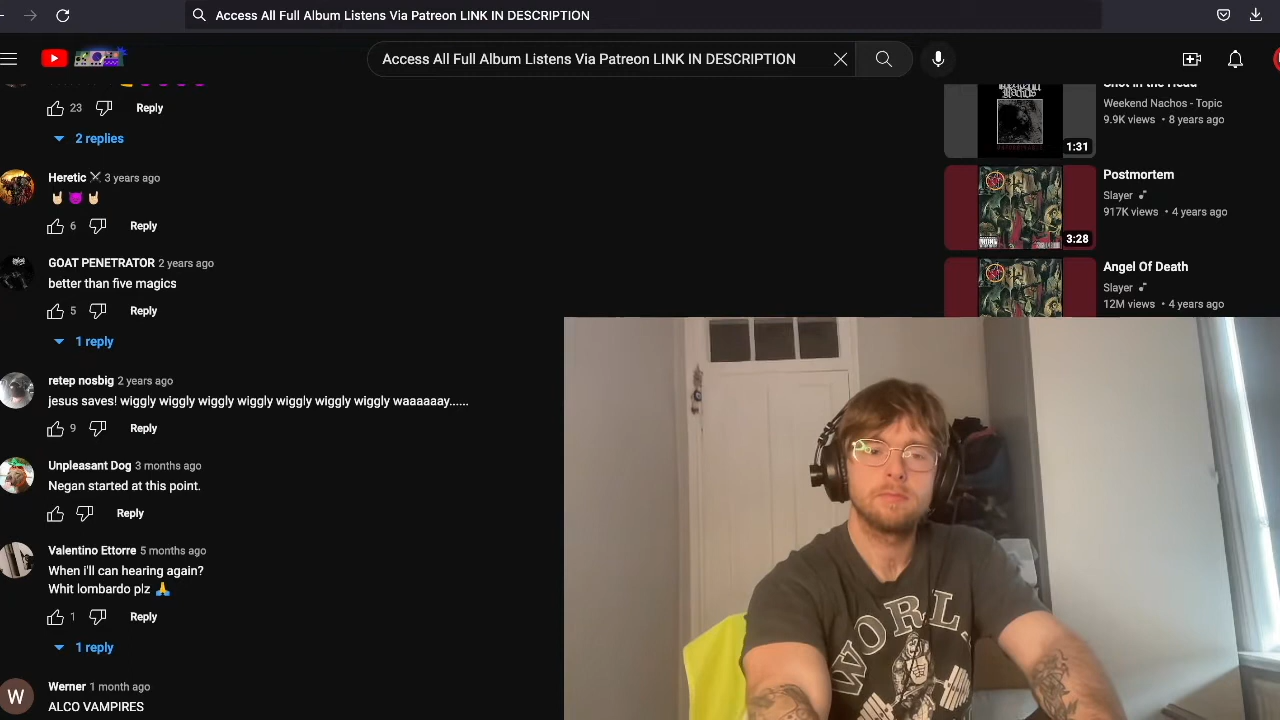 Access All Full Album Listens Via Patreon LINK IN DESCRIPTION
Access All Full Album Listens Via Patreon LINK IN DESCRIPTION
23
Reply
2 replies
Heretic ⚔ 3 years ago
🤘🏻 😈 🤘🏻
6
Reply
GOAT PENETRATOR 2 years ago
better than five magics
5
Reply
1 reply
retep nosbig 2 years ago
jesus saves! wiggly wiggly wiggly wiggly wiggly wiggly wiggly waaaaaay......
9
Reply
Unpleasant Dog 3 months ago
Negan started at this point.
Reply
Valentino Ettorre 5 months ago
When i'll can hearing again?
Whit lombardo plz 🙏
1
Reply
1 reply
W
Werner 1 month ago
ALCO VAMPIRES
Shot in the Head
Weekend Nachos - Topic
9.9K views • 8 years ago
1:31
Postmortem
Slayer
917K views • 4 years ago
3:28
Angel Of Death
Slayer
12M views • 4 years ago
WORLD